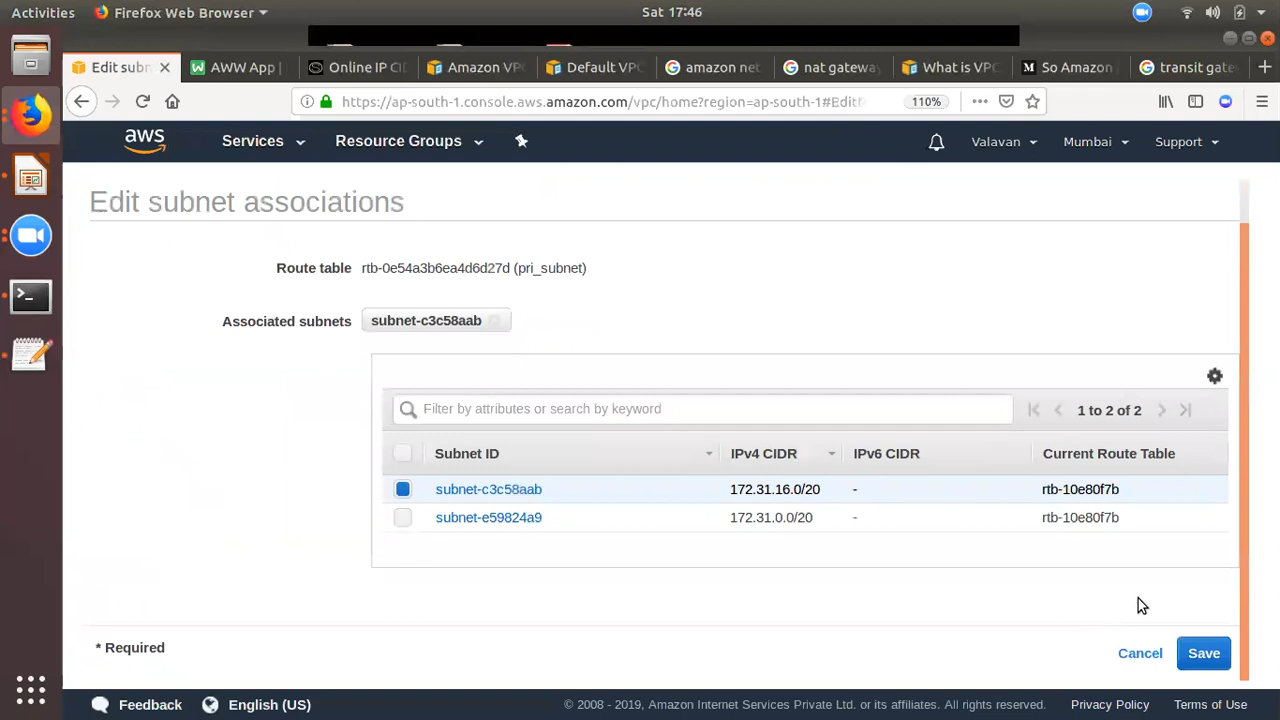 Activities
Firefox Web Browser
Sat 17:46
Edit subn
AWW App |
Online IP CI
Amazon VPC
Default VPC
amazon net
nat gateway
What is VPC
So Amazon
transit gate
https://ap-south-1.console.aws.amazon.com/vpc/home?region=ap-south-1#Edit
110%
aws
Services
Resource Groups
Valavan
Mumbai
Support
Edit subnet associations
Route table rtb-0e54a3b6ea4d6d27d (pri_subnet)
Associated subnets subnet-c3c58aab
Filter by attributes or search by keyword
1 to 2 of 2
Subnet ID IPv4 CIDR IPv6 CIDR Current Route Table
subnet-c3c58aab 172.31.16.0/20 - rtb-10e80f7b
subnet-e59824a9 172.31.0.0/20 - rtb-10e80f7b
* Required
Cancel
Save
Feedback
English (US)
© 2008 - 2019, Amazon Internet Services Private Ltd. or its affiliates. All rights reserved.
Privacy Policy
Terms of Use